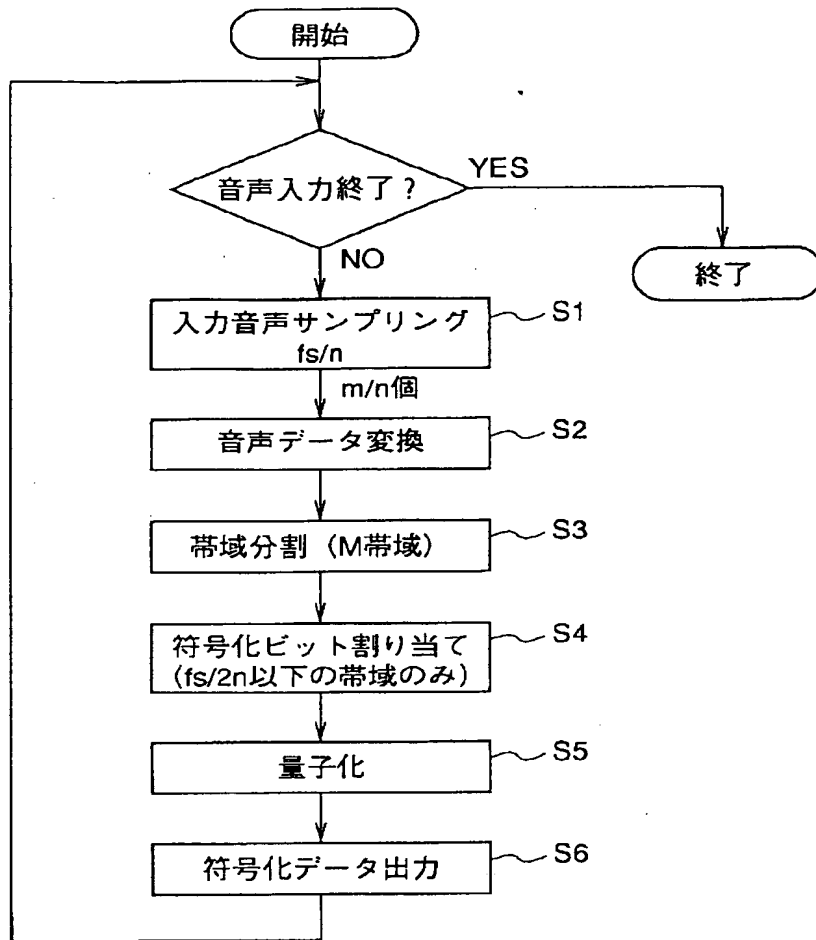 開始
音声入力終了?
YES
NO
終了
入力音声サンプリング
fs/n
S1
m/n個
音声データ変換
S2
帯域分割（M帯域）
S3
符号化ビット割り当て
（fs/2n以下の帯域のみ）
S4
量子化
S5
符号化データ出力
S6